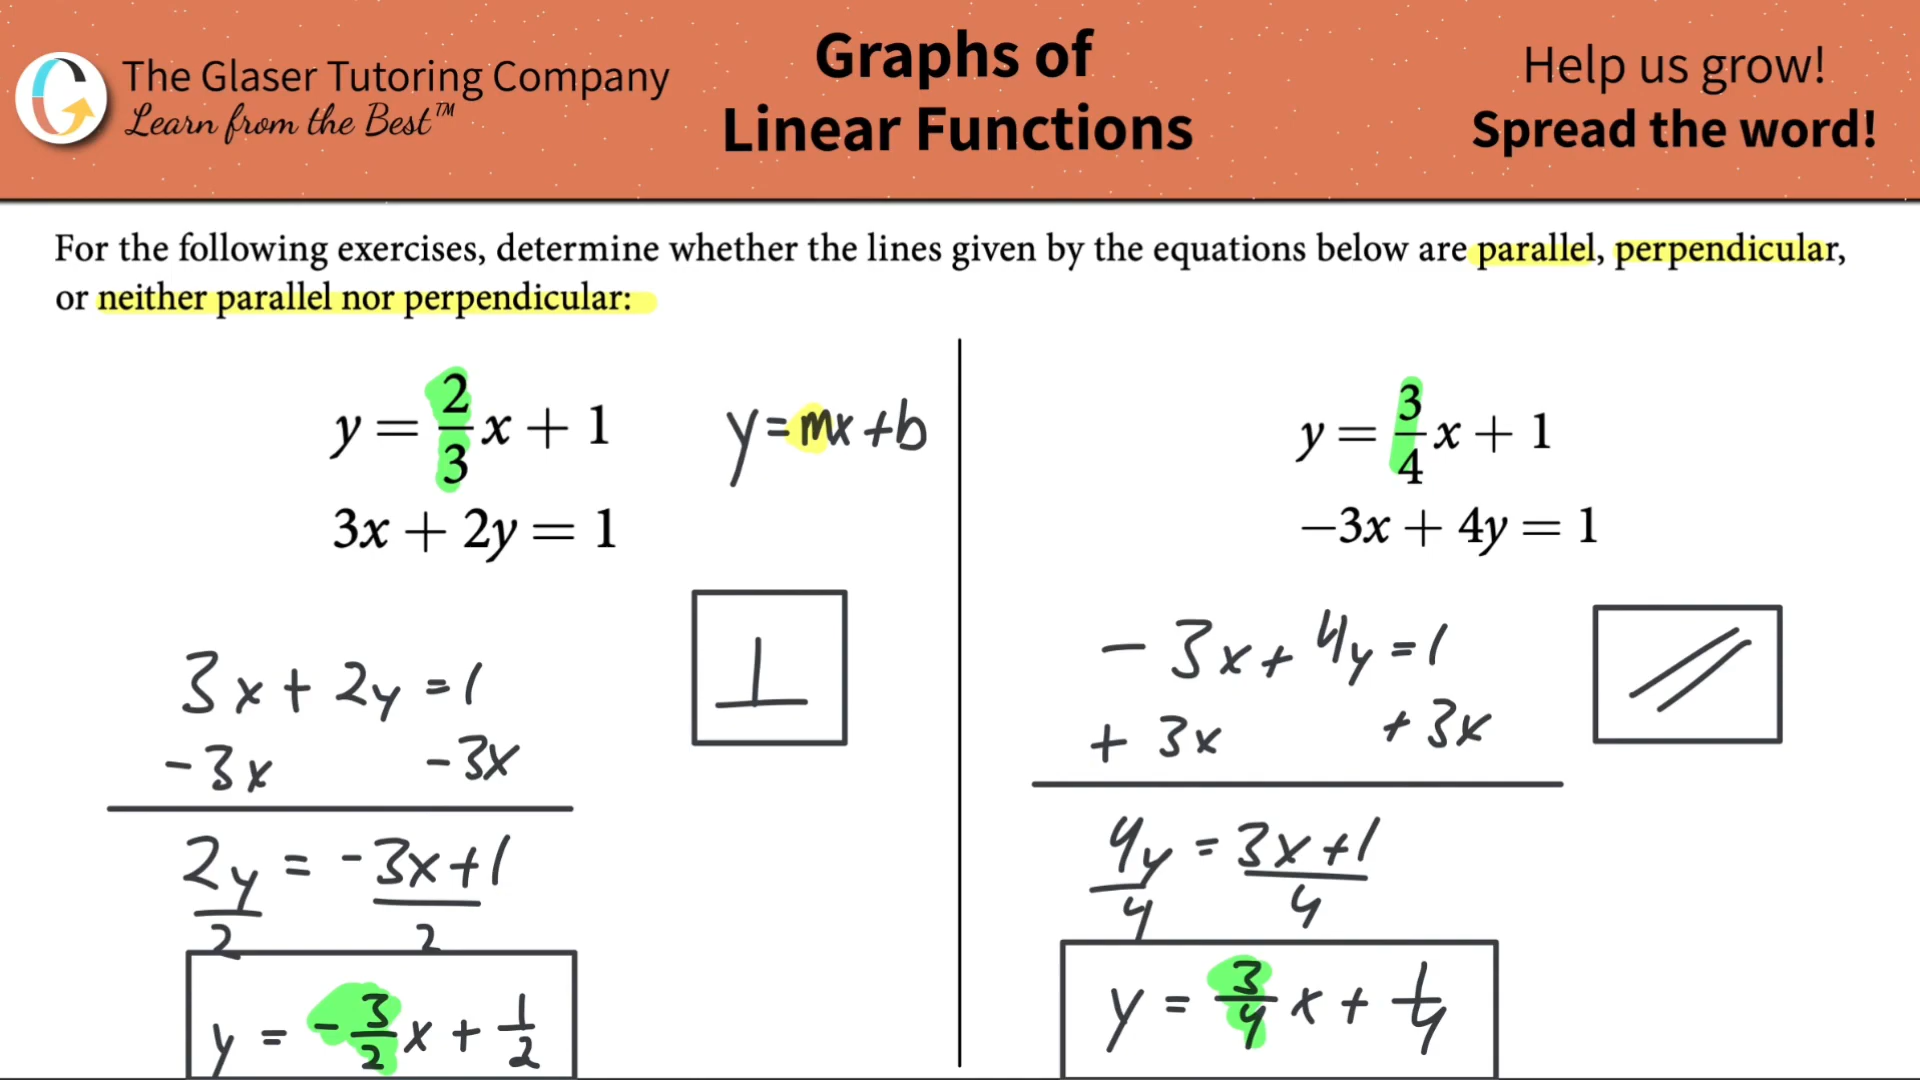 The Glaser Tutoring Company
Learn from the Best™
Graphs of
Linear Functions
Help us grow!
Spread the word!
For the following exercises, determine whether the lines given by the equations below are parallel, perpendicular,
or neither parallel nor perpendicular:
y = 2/3 x + 1
y = mx + b
3x + 2y = 1
⊥
3x + 2y = 1
-3x -3x
2y = -3x + 1
2 2
y = -3/2 x + 1/2
y = 3/4 x + 1
−3x + 4y = 1
//
- 3x + 4y = 1
+ 3x + 3x
4y = 3x + 1
4 4
y = 3/4 x + 1/4